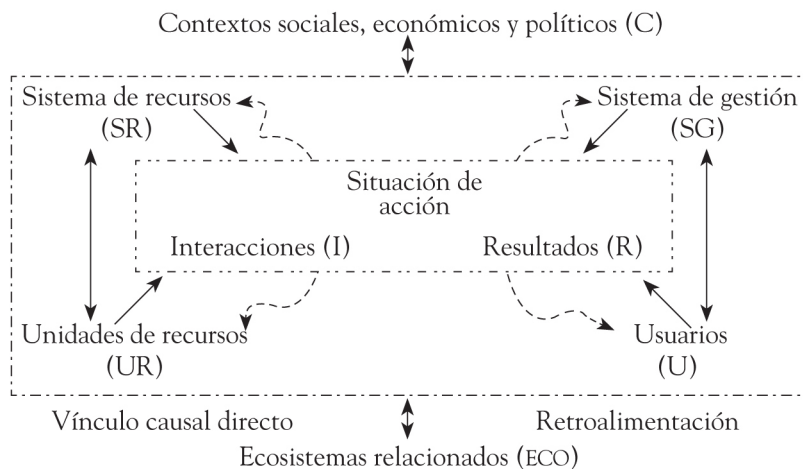 Contextos sociales, económicos y políticos (C)
Sistema de recursos
(SR)
Sistema de gestión
(SG)
Situación de
acción
Interacciones (I)
Resultados (R)
Unidades de recursos
(UR)
Usuarios
(U)
Vínculo causal directo
Retroalimentación
Ecosistemas relacionados (ECO)